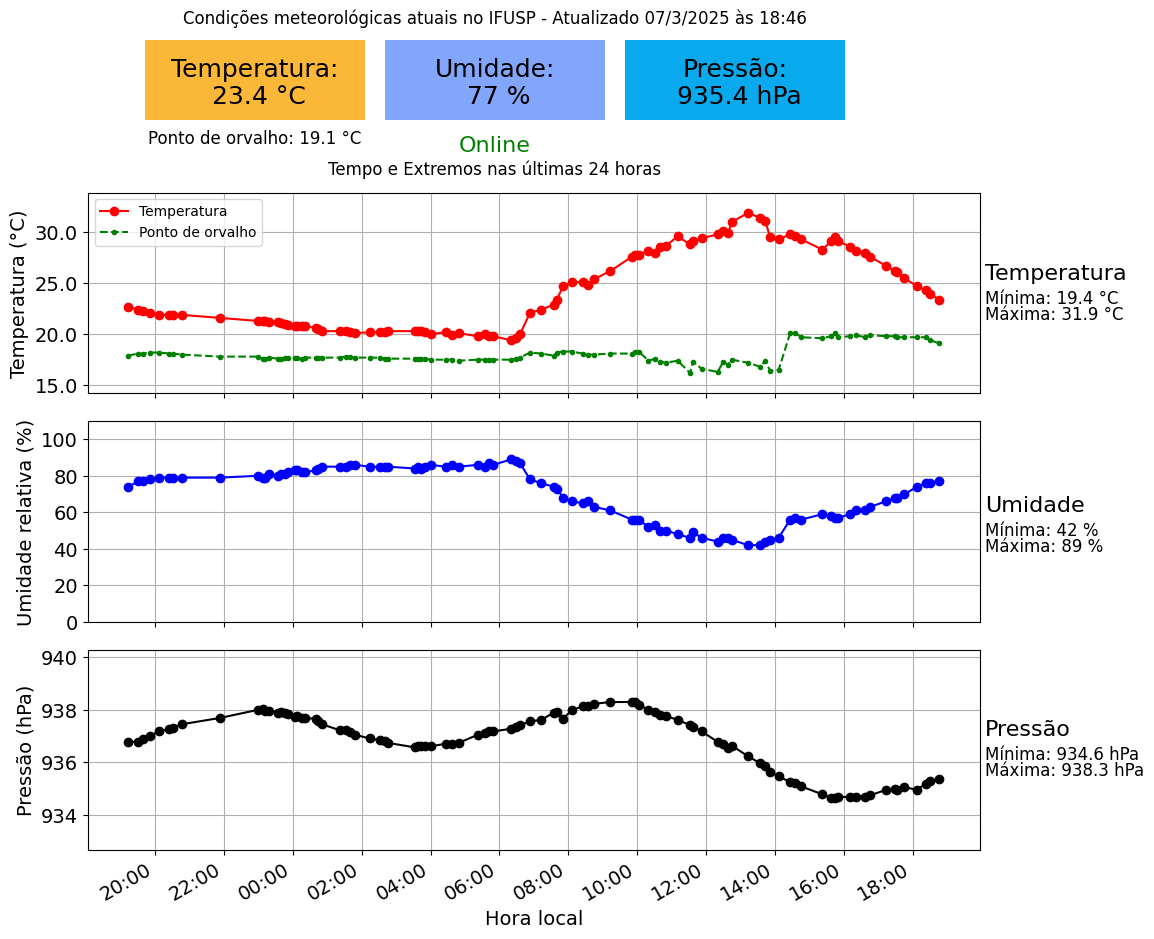 Condições meteorológicas atuais no IFUSP - Atualizado 07/3/2025 às 18:46
Temperatura:
23.4 °C
Umidade:
77 %
Pressão:
935.4 hPa
Ponto de orvalho: 19.1 °C
Online
Tempo e Extremos nas últimas 24 horas
Temperatura (°C)
30.0
25.0
20.0
15.0
Temperatura
Ponto de orvalho
Temperatura
Mínima: 19.4 °C
Máxima: 31.9 °C
Umidade relativa (%)
100
80
60
40
20
0
Umidade
Mínima: 42 %
Máxima: 89 %
Pressão (hPa)
940
938
936
934
Pressão
Mínima: 934.6 hPa
Máxima: 938.3 hPa
20:00 22:00 00:00 02:00 04:00 06:00 08:00 10:00 12:00 14:00 16:00 18:00
Hora local